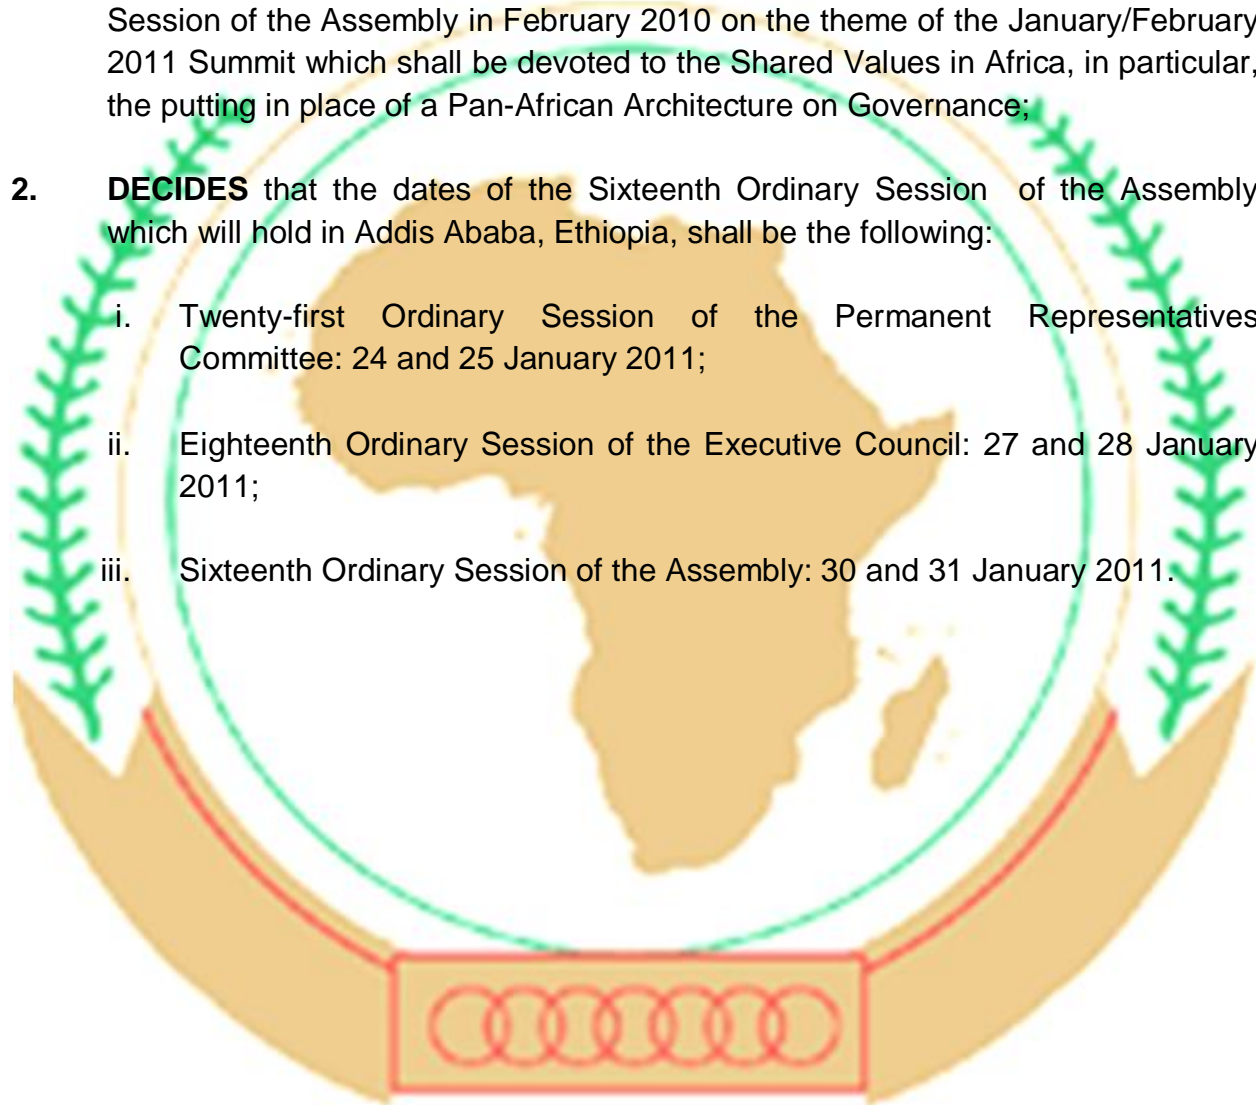 Session of the Assembly in February 2010 on the theme of the January/February
2011 Summit which shall be devoted to the Shared Values in Africa, in particular,
the putting in place of a Pan-African Architecture on Governance;
2. DECIDES that the dates of the Sixteenth Ordinary Session of the Assembly
which will hold in Addis Ababa, Ethiopia, shall be the following:
i. Twenty-first Ordinary Session of the Permanent Representatives
Committee: 24 and 25 January 2011;
ii. Eighteenth Ordinary Session of the Executive Council: 27 and 28 January
2011;
iii. Sixteenth Ordinary Session of the Assembly: 30 and 31 January 2011.